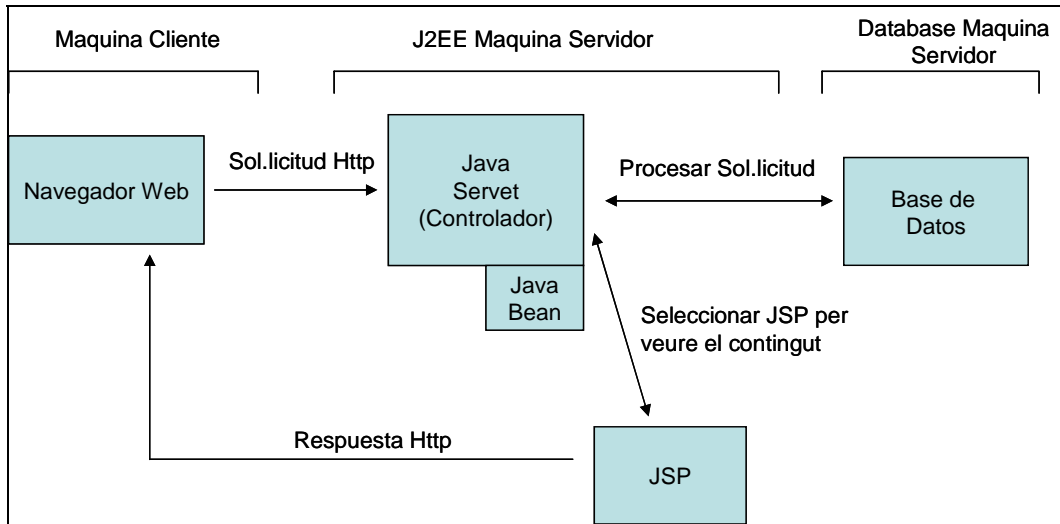 Maquina Cliente
J2EE Maquina Servidor
Database Maquina
Servidor
Navegador Web
Sol.licitud Http
Java
Servet
(Controlador)
Procesar Sol.licitud
Base de
Datos
Java
Bean
Seleccionar JSP per
veure el contingut
Respuesta Http
JSP